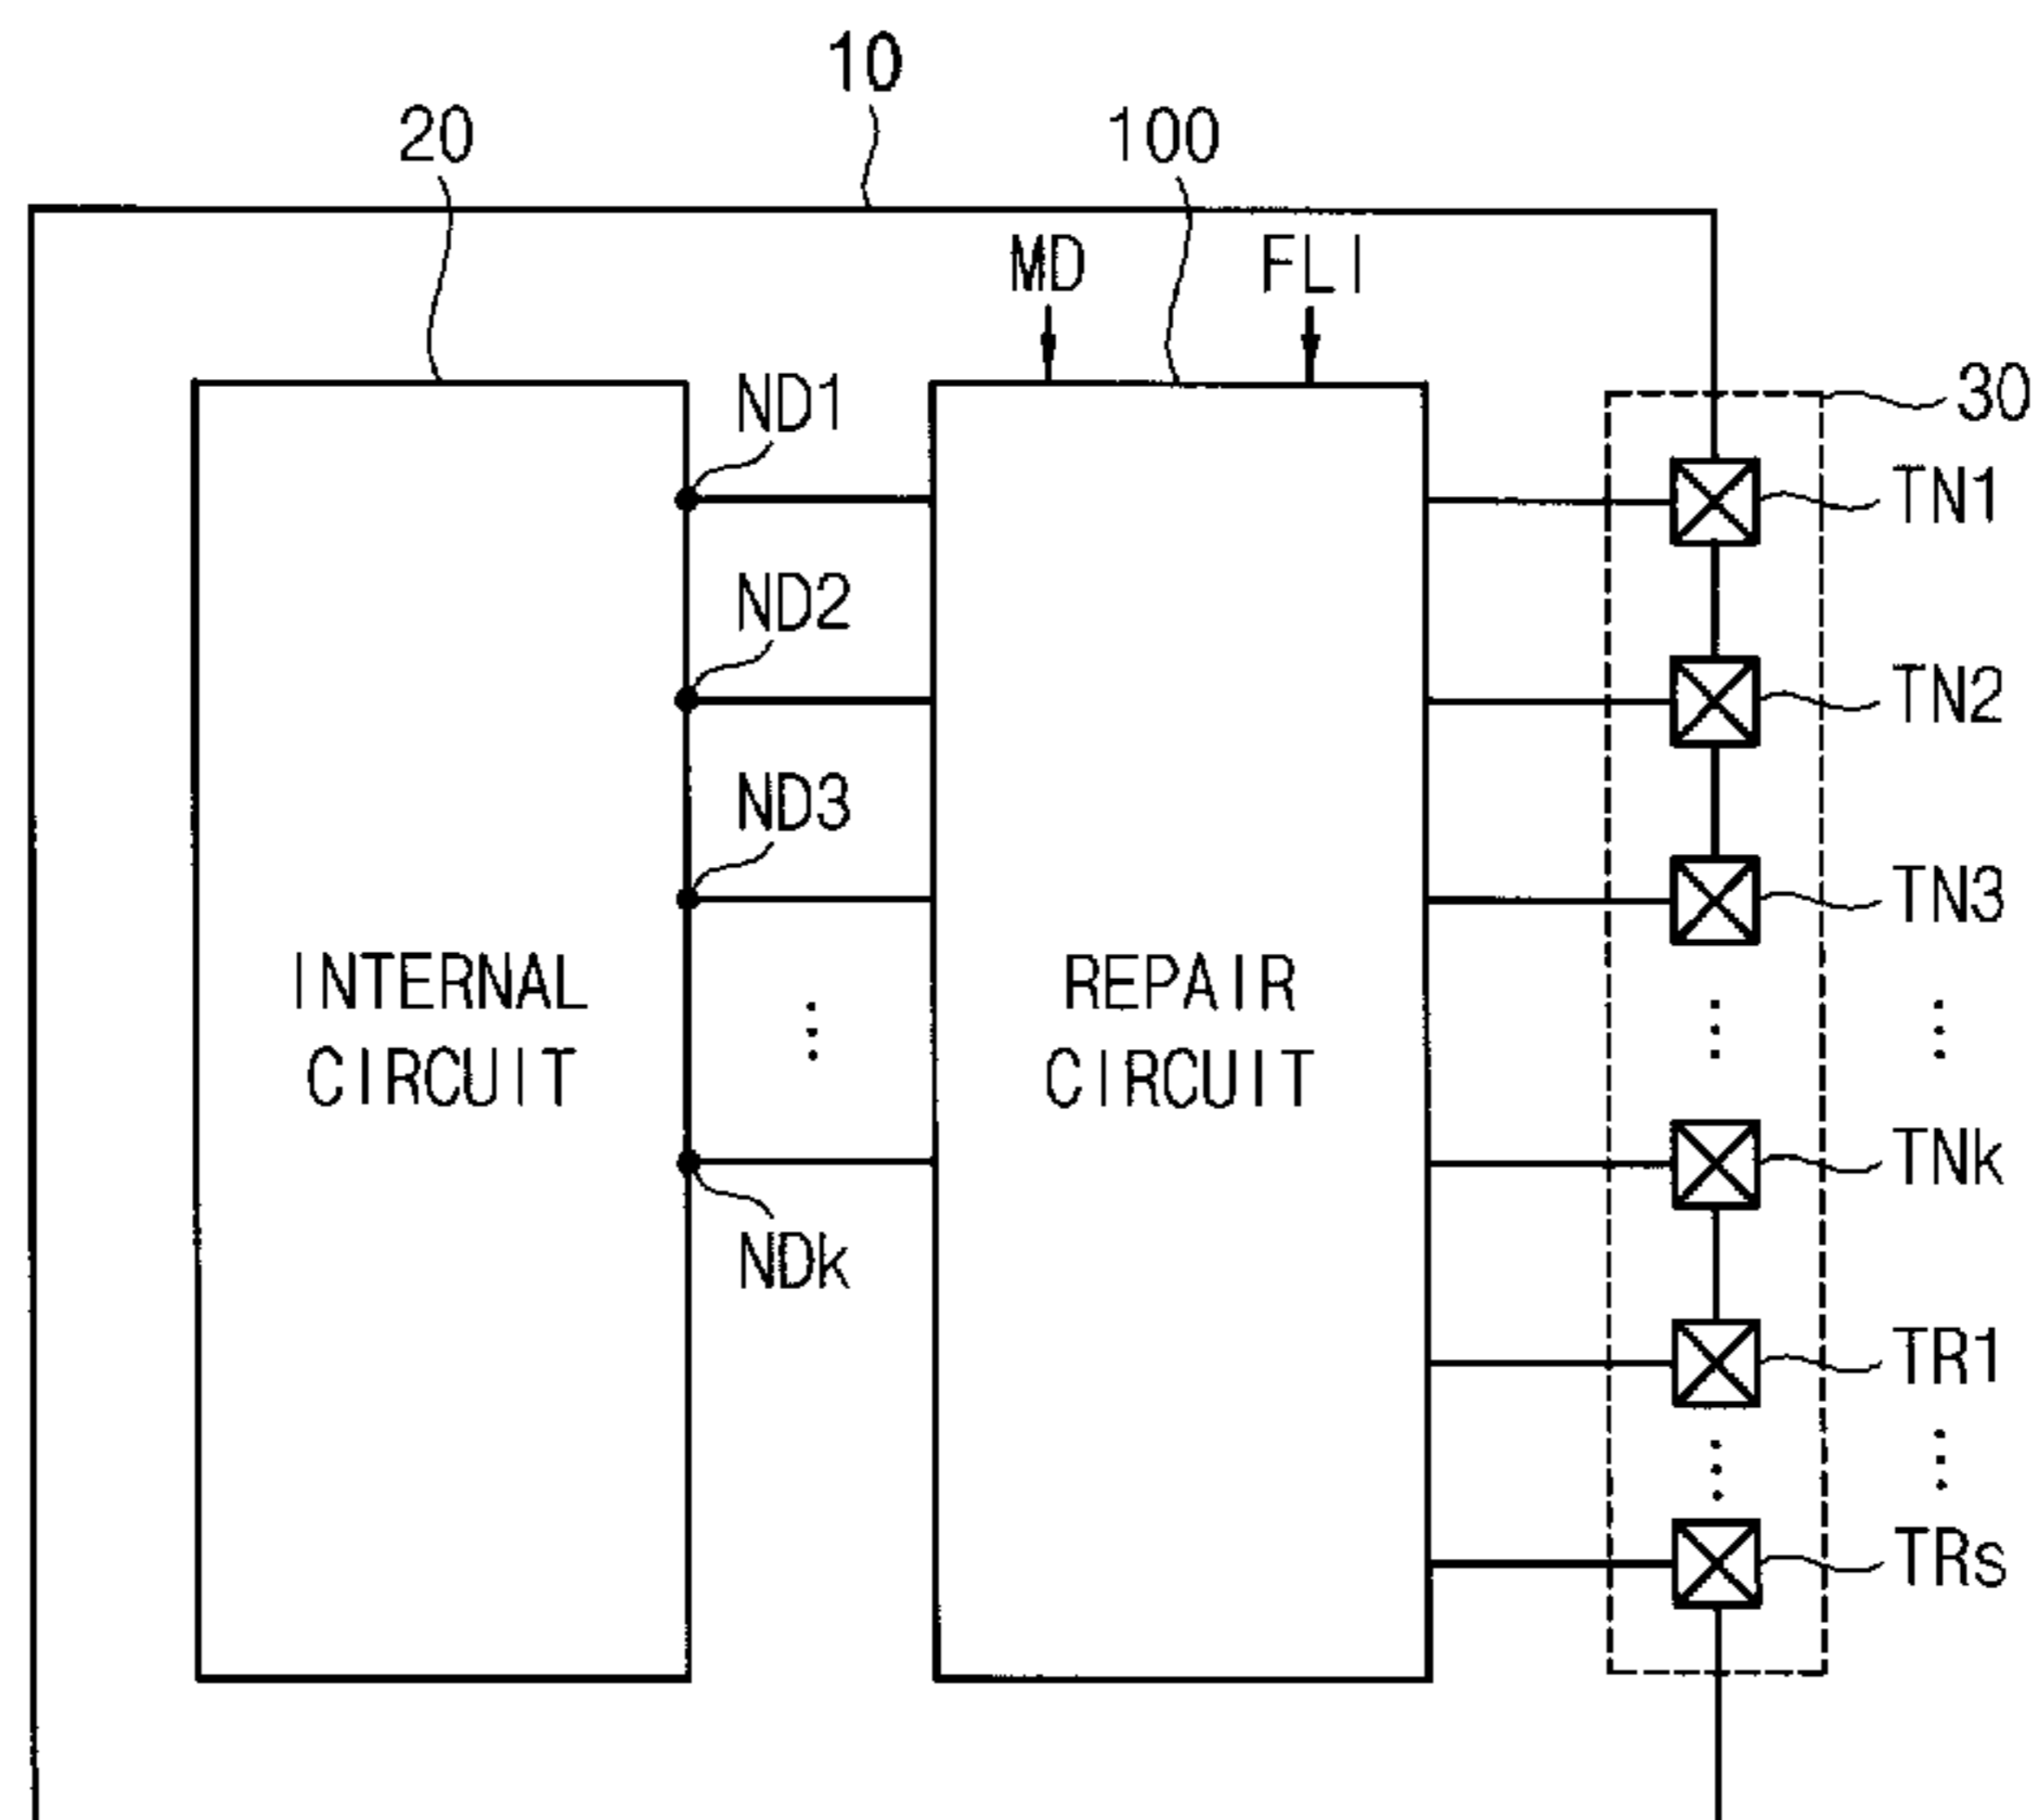 10
20
100
MD
FLI
30
ND1
TN1
ND2
TN2
ND3
TN3
INTERNAL
CIRCUIT
REPAIR
CIRCUIT
TNk
NDk
TR1
TRs